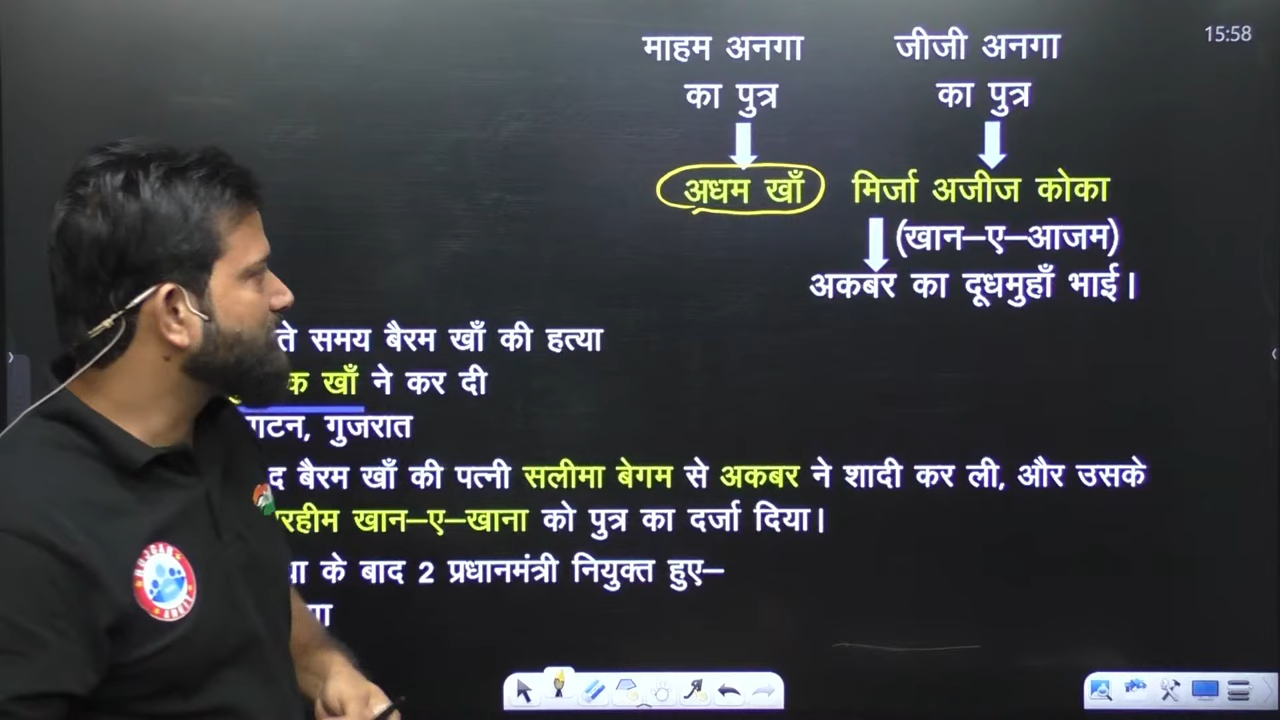 15:58
माहम अनगा जीजी अनगा
का पुत्र का पुत्र
अधम खाँ मिर्जा अजीज कोका
(खान–ए–आजम)
अकबर का दूधमुहाँ भाई।
समय बैरम खाँ की हत्या
खाँ ने कर दी
गुजरात
बैरम खाँ की पत्नी सलीमा बेगम से अकबर ने शादी कर ली, और उसके
रहीम खान–ए–खाना को पुत्र का दर्जा दिया।
के बाद 2 प्रधानमंत्री नियुक्त हुए–